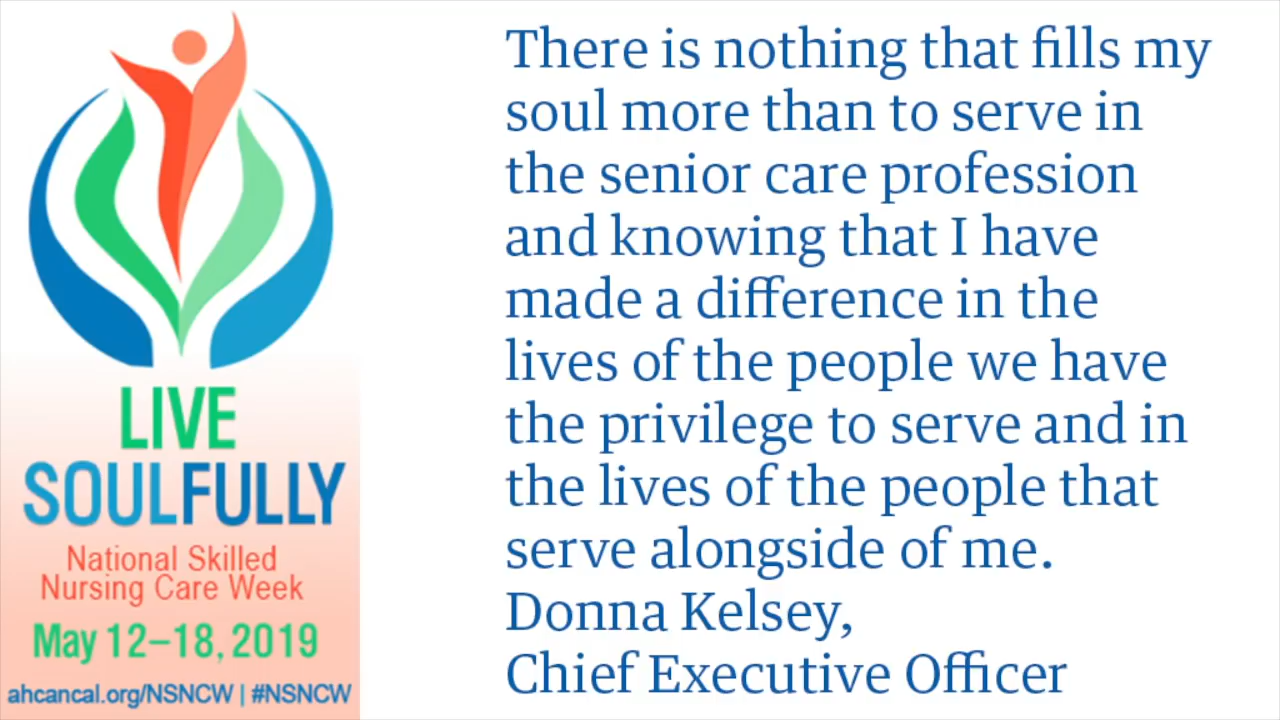 LIVE
SOULFULLY
National Skilled
Nursing Care Week
May 12–18, 2019
ahcancal.org/NSNCW | #NSNCW
There is nothing that fills my
soul more than to serve in
the senior care profession
and knowing that I have
made a difference in the
lives of the people we have
the privilege to serve and in
the lives of the people that
serve alongside of me.
Donna Kelsey,
Chief Executive Officer